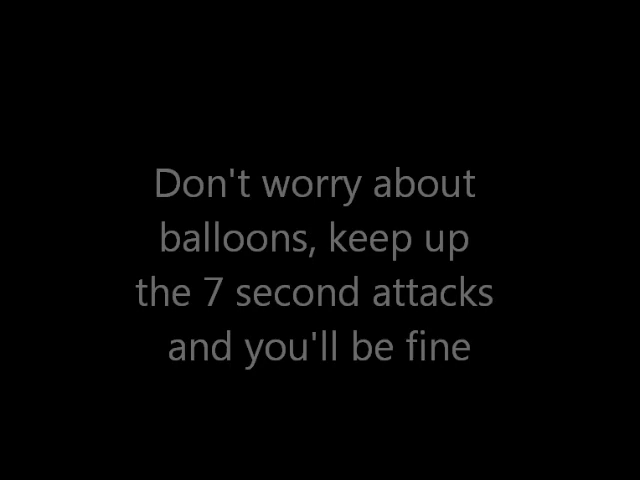 Don't worry about
balloons, keep up
the 7 second attacks
and you'll be fine